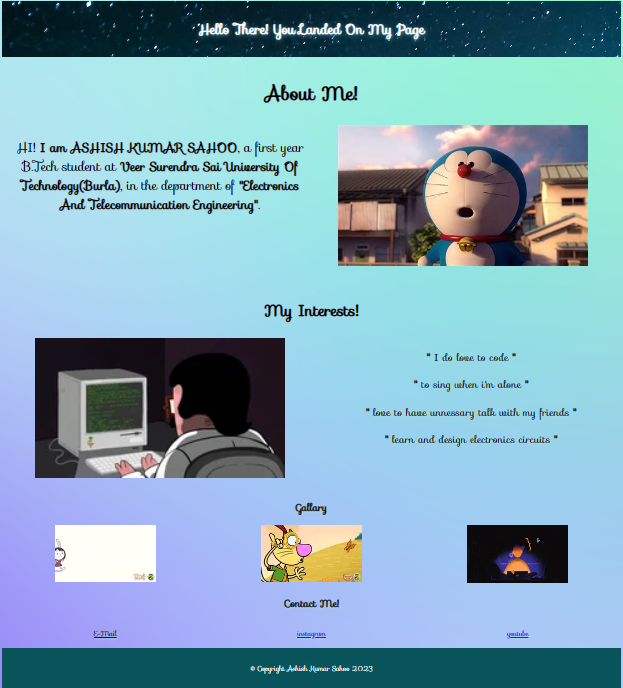 Hello There! You Landed On My Page
About Me!
HI! I am ASHISH KUMAR SAHOO, a first year
B.Tech student at Veer Surendra Sai University Of
Technology(Burla), in the department of "Electronics
And Telecommunication Engineering".
My Interests!
" I do love to code "
" to sing when i'm alone "
" love to have unnessary talk with my friends "
" learn and design electronics circuits "
Gallary
Contact Me!
E-Mail
instagram
youtube
© Copyright Ashish Kumar Sahoo 2023